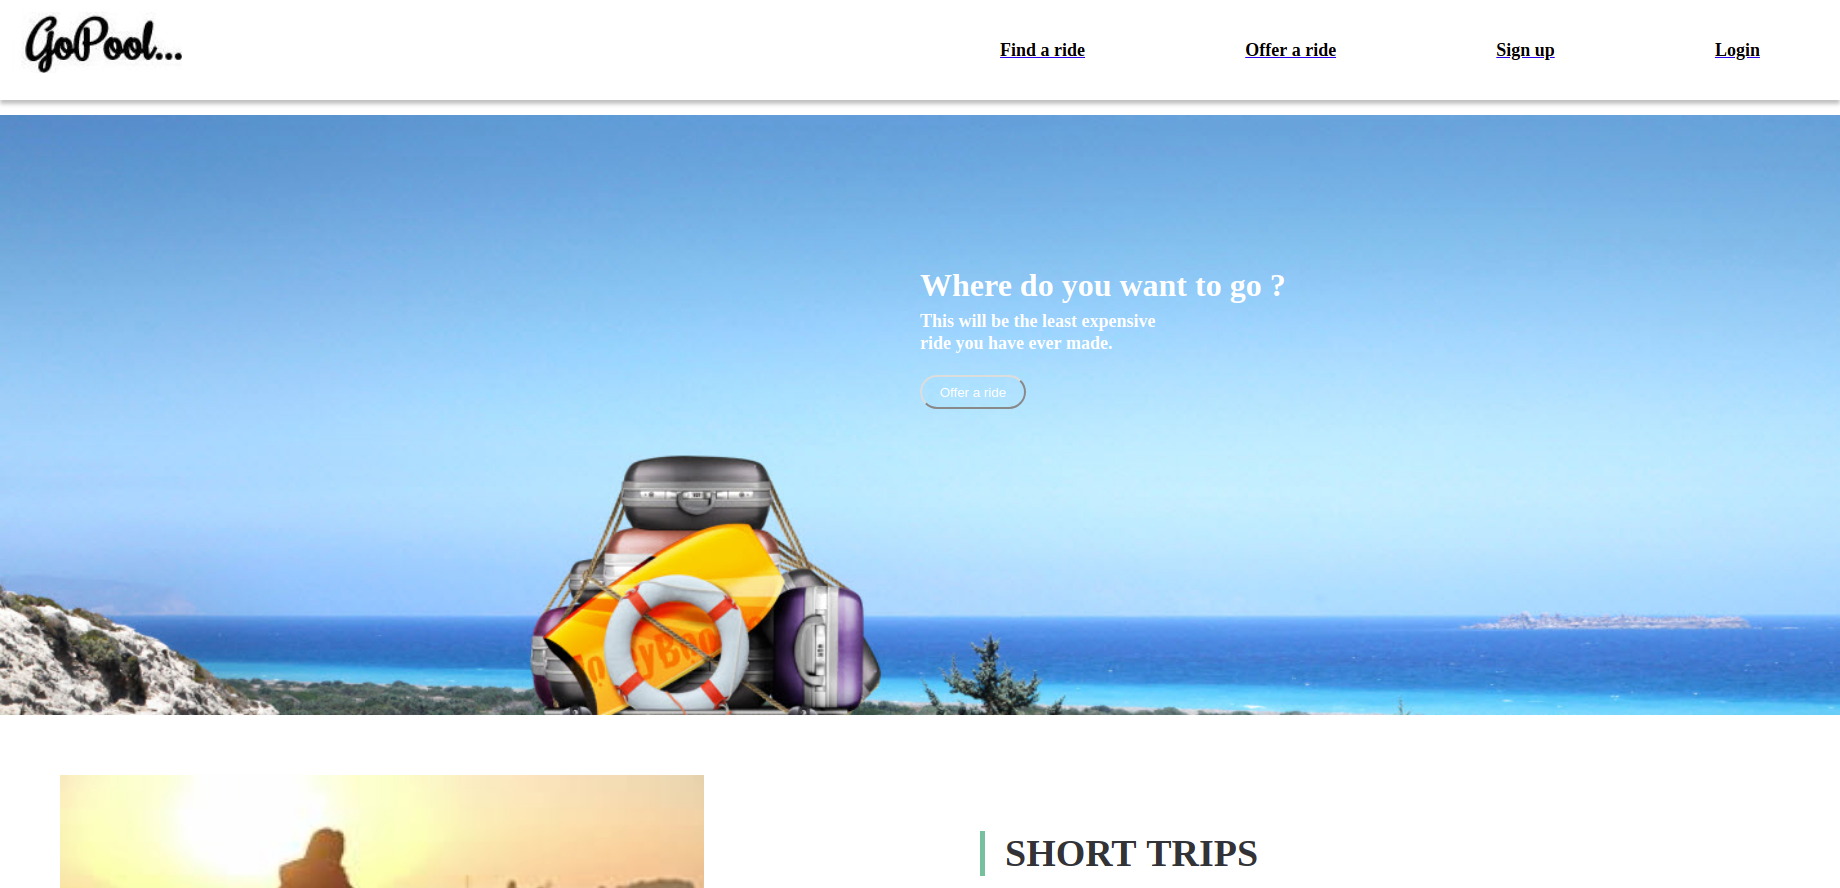 GoPool...
Find a ride
Offer a ride
Sign up
Login
Where do you want to go ?
This will be the least expensive
ride you have ever made.
Offer a ride
SHORT TRIPS